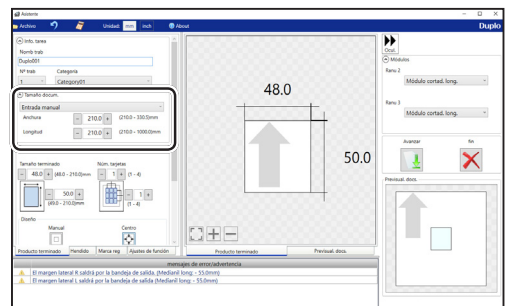 Asistente
Archivo Unidad: mm inch About Duplo
Info. tarea
Nomb trab
Duplo001
Nº trab Categoría
1 Category01
Tamaño docum.
Entrada manual
Anchura - 210.0 + (210.0 - 330.5)mm
Longitud - 210.0 + (210.0 - 1000.0)mm
Tamaño terminado Núm. tarjetas
- 48.0 + (48.0 - 210.0)mm - 1 + (1 - 4)
- 50.0 + - 1 +
(49.0 - 210.0)mm (1 - 4)
Diseño
Manual Centro
Producto terminado Hendido Marca reg Ajustes de función
48.0
50.0
Producto terminado Previsual. docs.
Ocul.
Módulos
Ranu 2
Módulo cortad. long.
Ranu 3
Módulo cortad. long.
Avanzar fin
Previsual. docs.
mensajes de error/advertencia
El margen lateral R saldrá por la bandeja de salida. (Medianil long: - 55.0mm)
El margen lateral L saldrá por la bandeja de salida. (Medianil long: - 55.0mm)